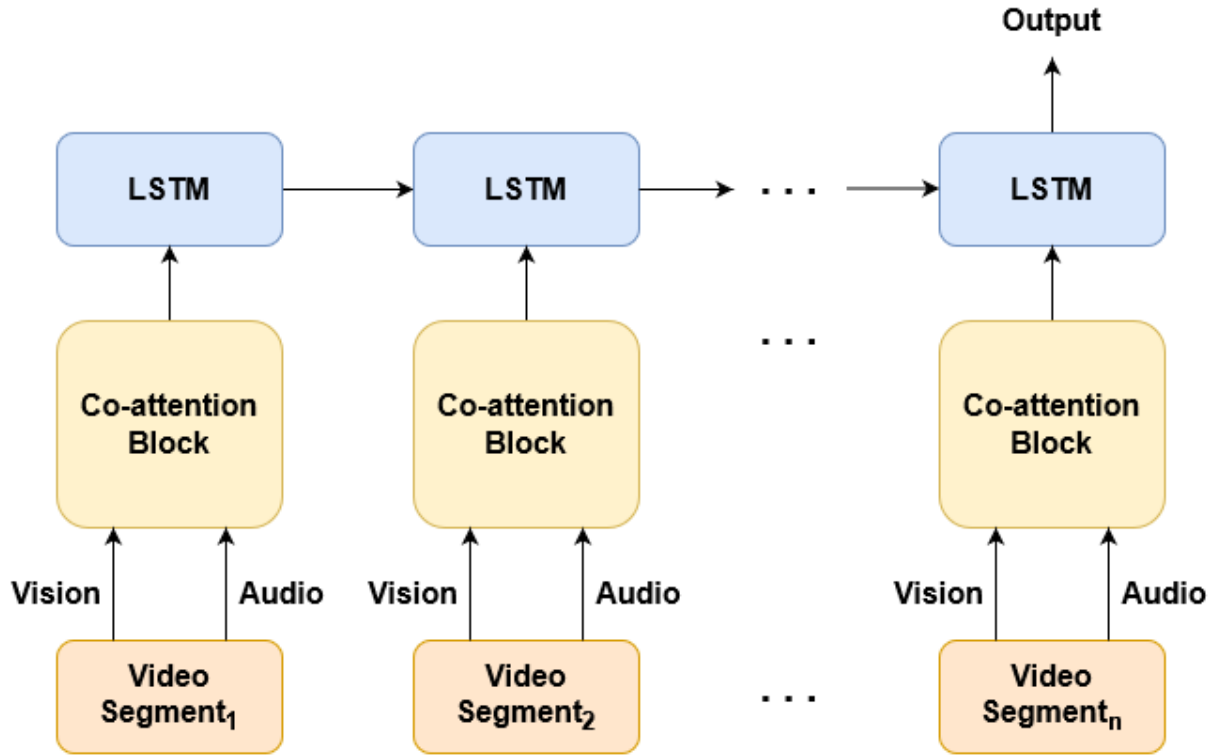 Output
LSTM
LSTM
. . .
LSTM
Co-attention
Block
Co-attention
Block
. . .
Co-attention
Block
Vision
Audio
Vision
Audio
Vision
Audio
Video
Segment₁
Video
Segment₂
. . .
Video
Segmentₙ